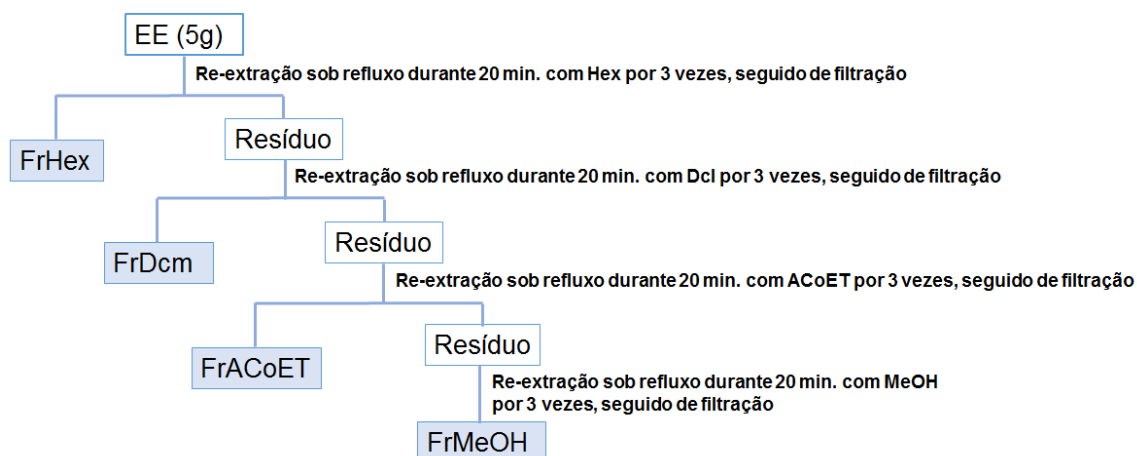 EE (5g)
Re-extração sob refluxo durante 20 min. com Hex por 3 vezes, seguido de filtração
FrHex
Resíduo
Re-extração sob refluxo durante 20 min. com Dcl por 3 vezes, seguido de filtração
FrDcm
Resíduo
Re-extração sob refluxo durante 20 min. com ACoET por 3 vezes, seguido de filtração
FrACoET
Resíduo
Re-extração sob refluxo durante 20 min. com MeOH
por 3 vezes, seguido de filtração
FrMeOH